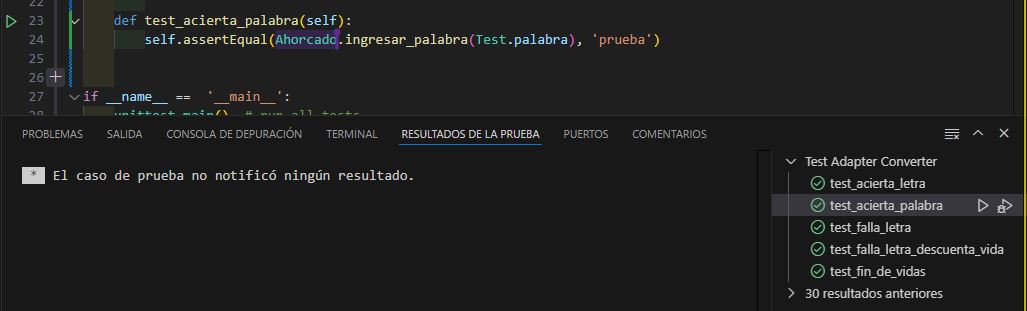 22
23 def test_acierta_palabra(self):
24 self.assertEqual(Ahorcado.ingresar_palabra(Test.palabra), 'prueba')
25
26
27 if __name__ == '__main__':
28 unittest.main() # run all tests
PROBLEMAS SALIDA CONSOLA DE DEPURACIÓN TERMINAL RESULTADOS DE LA PRUEBA PUERTOS COMENTARIOS
* El caso de prueba no notificó ningún resultado.
Test Adapter Converter
test_acierta_letra
test_acierta_palabra
test_falla_letra
test_falla_letra_descuenta_vida
test_fin_de_vidas
30 resultados anteriores